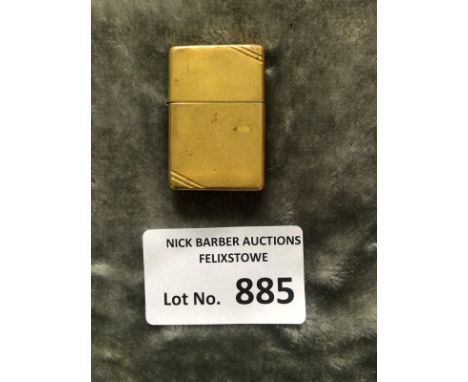 NICK BARBER AUCTIONS
FELIXSTOWE
Lot No. 885